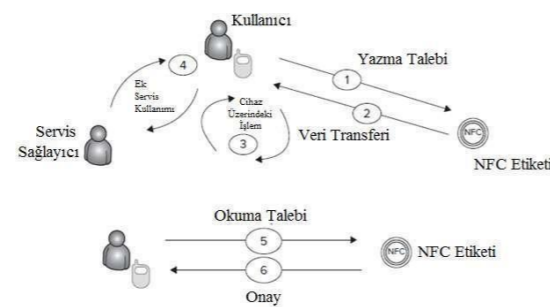 Kullanıcı
4
Yazma Talebi
1
Ek
Servis
Kullanımı
Cihaz
Üzerindeki
İşlem
3
2
Veri Transferi
Servis
Sağlayıcı
NFC
NFC Etiketi
Okuma Talebi
5
NFC
NFC Etiketi
6
Onay